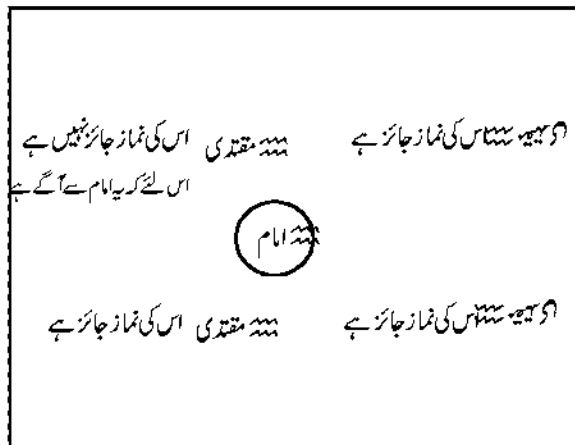 اس کی نماز جائز ہے
مقتدی اس کی نماز جائز نہیں ہے
اس لئے کہ یہ امام سے آگے ہے
امام
اس کی نماز جائز ہے
مقتدی اس کی نماز جائز ہے